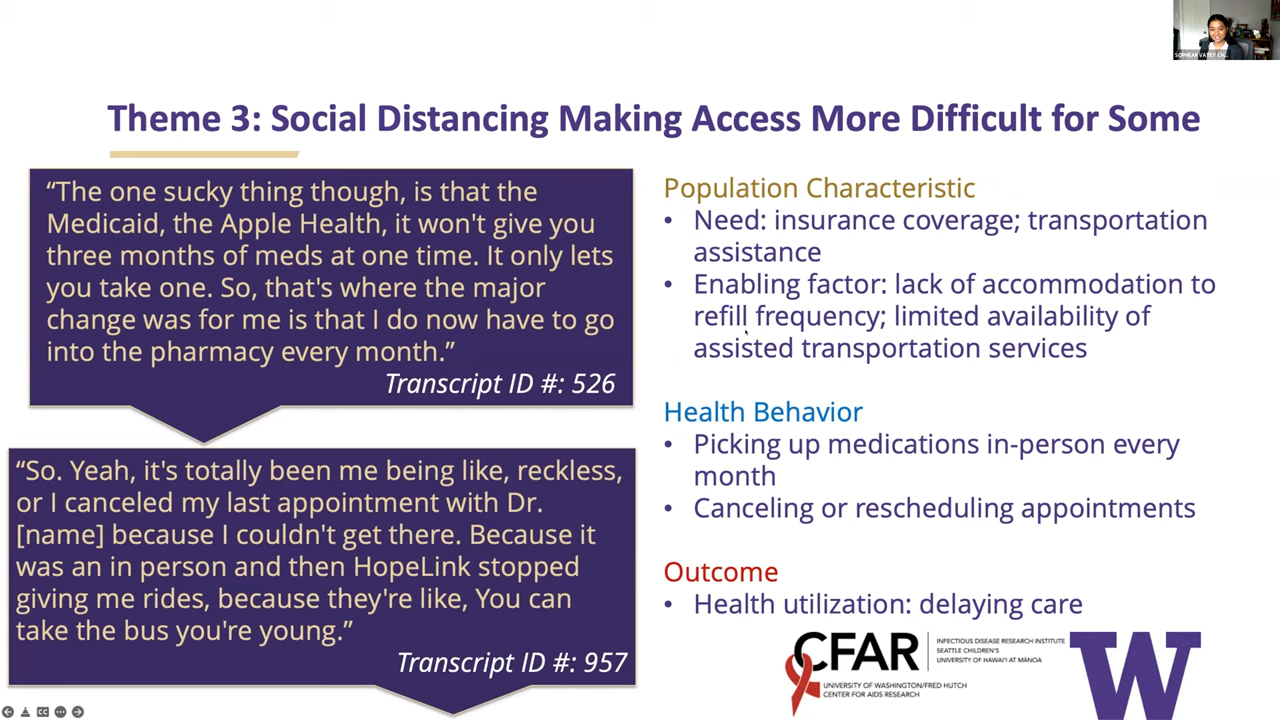 SOPHEAK VATEY CH...
Theme 3: Social Distancing Making Access More Difficult for Some
“The one sucky thing though, is that the
Medicaid, the Apple Health, it won't give you
three months of meds at one time. It only lets
you take one. So, that's where the major
change was for me is that I do now have to go
into the pharmacy every month.”
Transcript ID #: 526
“So. Yeah, it's totally been me being like, reckless,
or I canceled my last appointment with Dr.
[name] because I couldn't get there. Because it
was an in person and then HopeLink stopped
giving me rides, because they're like, You can
take the bus you're young.”
Transcript ID #: 957
Population Characteristic
• Need: insurance coverage; transportation
assistance
• Enabling factor: lack of accommodation to
refill frequency; limited availability of
assisted transportation services
Health Behavior
• Picking up medications in-person every
month
• Canceling or rescheduling appointments
Outcome
• Health utilization: delaying care
CFAR
INFECTIOUS DISEASE RESEARCH INSTITUTE
SEATTLE CHILDREN'S
UNIVERSITY OF HAWAI'I AT MĀNOA
UNIVERSITY OF WASHINGTON/FRED HUTCH
CENTER FOR AIDS RESEARCH
W